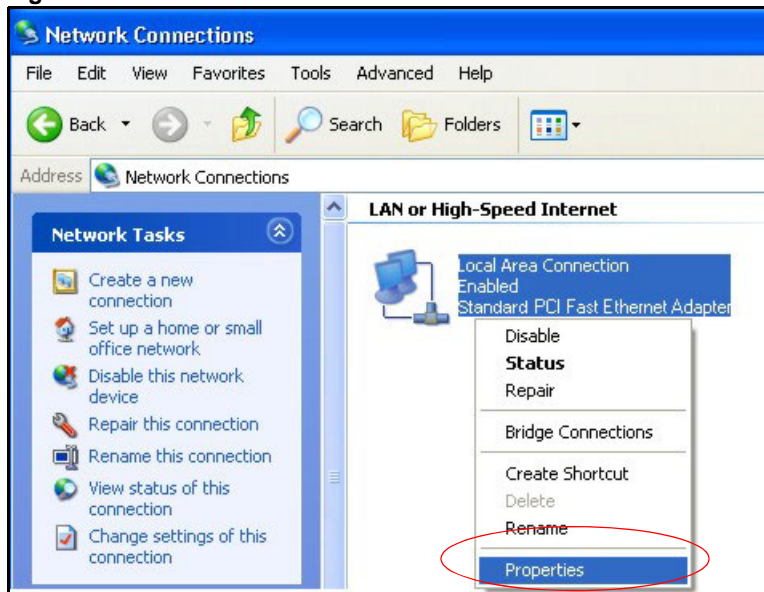 Network Connections
File Edit View Favorites Tools Advanced Help
Back Search Folders
Address Network Connections
Network Tasks
Create a new
connection
Set up a home or small
office network
Disable this network
device
Repair this connection
Rename this connection
View status of this
connection
Change settings of this
connection
LAN or High-Speed Internet
Local Area Connection
Enabled
Standard PCI Fast Ethernet Adapter
Disable
Status
Repair
Bridge Connections
Create Shortcut
Delete
Rename
Properties